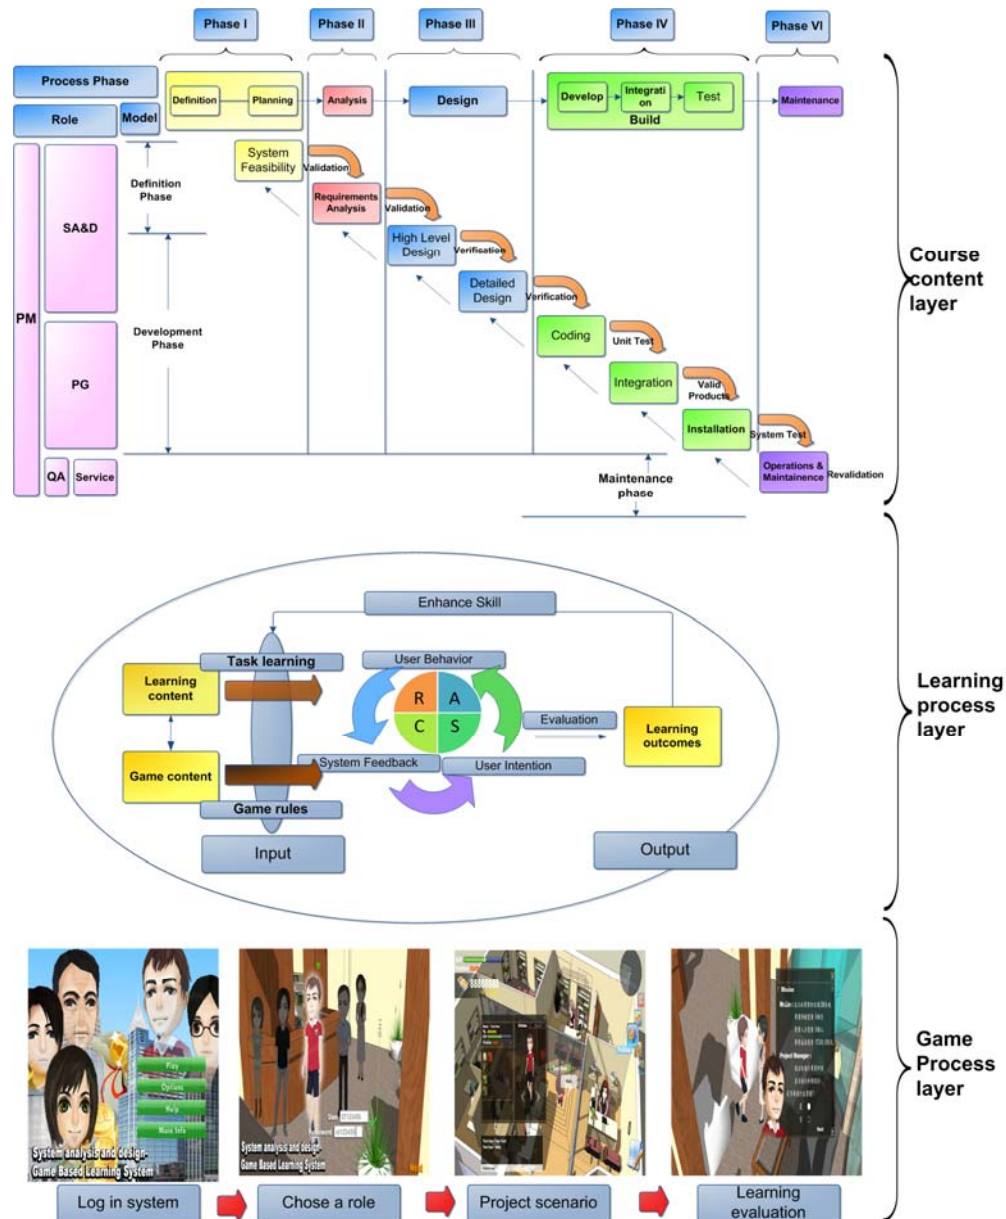 Phase I
Phase II
Phase III
Phase IV
Phase VI
Process Phase
Role
Model
Definition
Planning
Analysis
Design
Develop
Integrati
on
Test
Build
Maintenance
PM
SA&D
PG
QA
Service
Definition
Phase
Development
Phase
Maintenance
phase
System
Feasibility
Validation
Requirements
Analysis
Validation
High Level
Design
Verification
Detailed
Design
Verification
Coding
Unit Test
Integration
Valid
Products
Installation
System Test
Operations &
Maintainence
Revalidation
Course
content
layer
Enhance Skill
Task learning
User Behavior
Learning
content
R A
C S
Evaluation
Learning
outcomes
Game content
System Feedback
User Intention
Game rules
Input
Output
Learning
process
layer
Play
Options
Help
More Info
System analysis and design-
Game Based Learning System
System analysis and design-
Game Based Learning System
Next
88888888
Mission
Project Manager
Next
Game
Process
layer
Log in system
Chose a role
Project scenario
Learning
evaluation